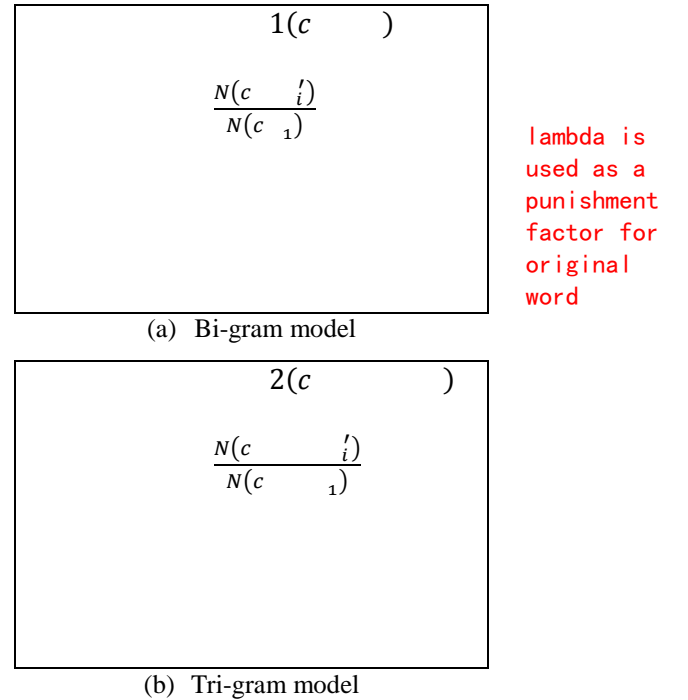 1(c )
N(c ′i)
N(c 1)
(a) Bi-gram model
lambda is
used as a
punishment
factor for
original
word
2(c )
N(c ′i)
N(c 1)
(b) Tri-gram model